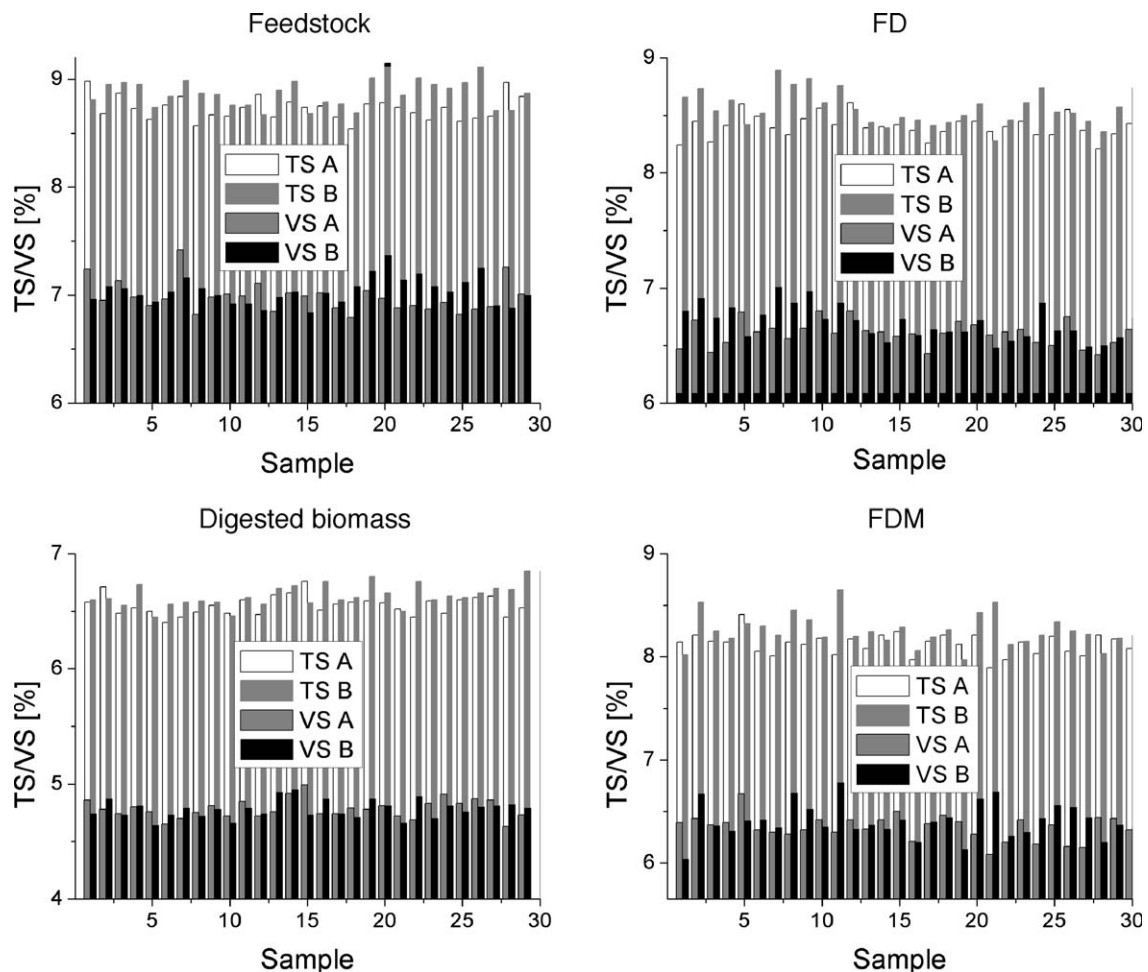 Feedstock
TS/VS [%]
9
8
7
6
TS A
TS B
VS A
VS B
5
10
15
20
25
30
Sample
FD
TS/VS [%]
9
8
7
6
TS A
TS B
VS A
VS B
5
10
15
20
25
30
Sample
Digested biomass
TS/VS [%]
7
6
5
4
TS A
TS B
VS A
VS B
5
10
15
20
25
30
Sample
FDM
TS/VS [%]
9
8
7
6
TS A
TS B
VS A
VS B
5
10
15
20
25
30
Sample